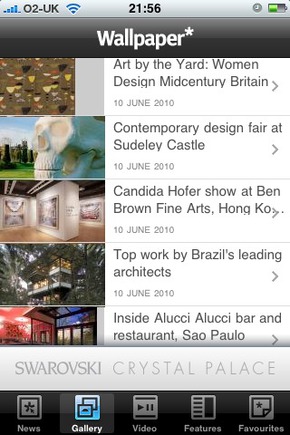 O2-UK 21:56
Wallpaper*
Art by the Yard: Women
Design Midcentury Britain
10 JUNE 2010
Contemporary design fair at
Sudeley Castle
10 JUNE 2010
Candida Hofer show at Ben
Brown Fine Arts, Hong Ko...
10 JUNE 2010
Top work by Brazil's leading
architects
10 JUNE 2010
Inside Alucci Alucci bar and
restaurant, Sao Paulo
SWAROVSKI CRYSTAL PALACE
News Gallery Video Features Favourites